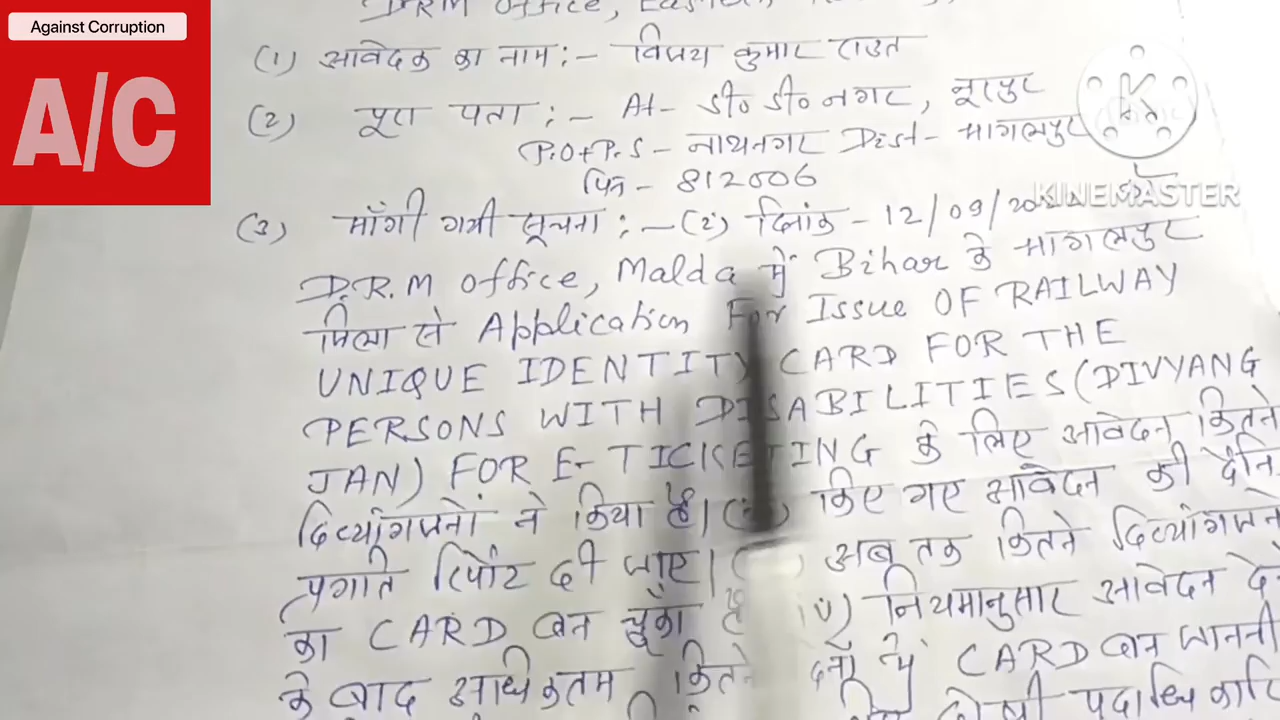 Against Corruption
A/C
D.R.M office,
(1) आवेदक का नाम :- विजय कुमार राउत
(2) पूरा पता :- At- डी० डी० नगर, नूरपुर
P.O+P.S - नाथनगर Dist- भागलपुर
पिन - 812006
KINEMASTER
(3) माँगी गयी सूचना :- (i) दिनांक - 12/09/20
D.R.M office, Malda में Bihar के भागलपुर
जिला से Application For Issue OF RAILWAY
UNIQUE IDENTITY CARD FOR THE
PERSONS WITH DISABILITIES (DIVYANG
JAN) FOR E- TICKETING के लिए आवेदन कितने
दिव्यांगजनों ने किया है। किए गए आवेदन की
प्रगति रिपोर्ट दी जाए। अब तक कितने
का CARD बन चुका नियमानुसार आवेदन
के बाद अधिकतम कितने CARD बन